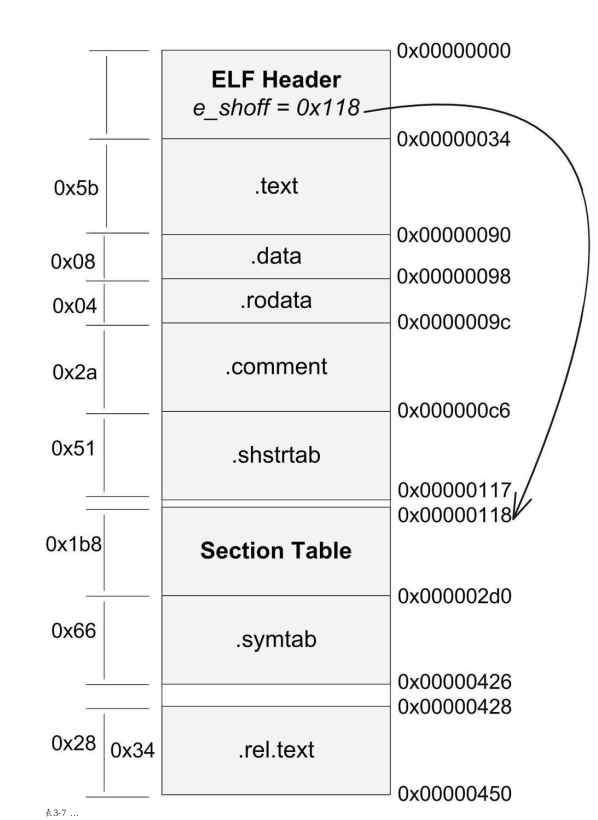 0x00000000
ELF Header
e_shoff = 0x118
0x00000034
0x5b
.text
0x00000090
0x08
.data
0x00000098
0x04
.rodata
0x0000009c
0x2a
.comment
0x000000c6
0x51
.shstrtab
0x00000117
0x00000118
0x1b8
Section Table
0x000002d0
0x66
.symtab
0x00000426
0x00000428
0x28
0x34
.rel.text
0x00000450
表3-7 ...